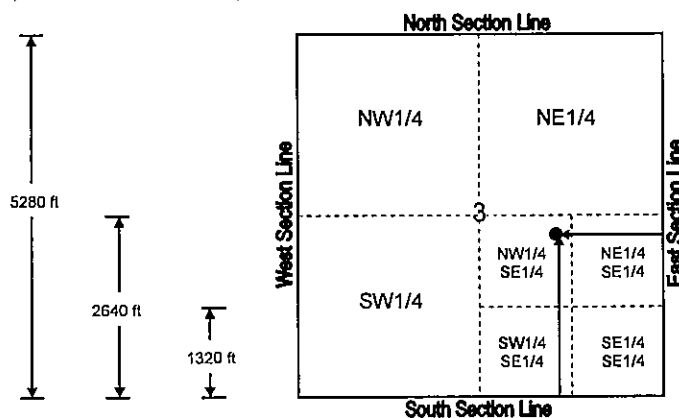 North Section Line
NW1/4
NE1/4
5280 ft
West Section Line
East Section Line
3
NW1/4
SE1/4
NE1/4
SE1/4
2640 ft
SW1/4
1320 ft
SW1/4
SE1/4
SE1/4
SE1/4
South Section Line